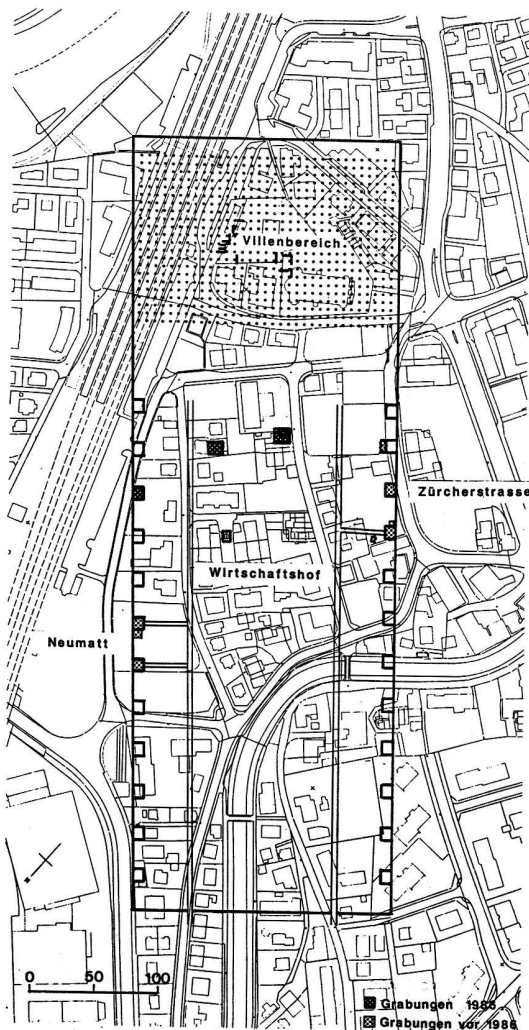 Villenbereich
Zürcherstrasse
Wirtschaftshof
Neumatt
0 50 100
Grabungen 1986
Grabungen vor 1986